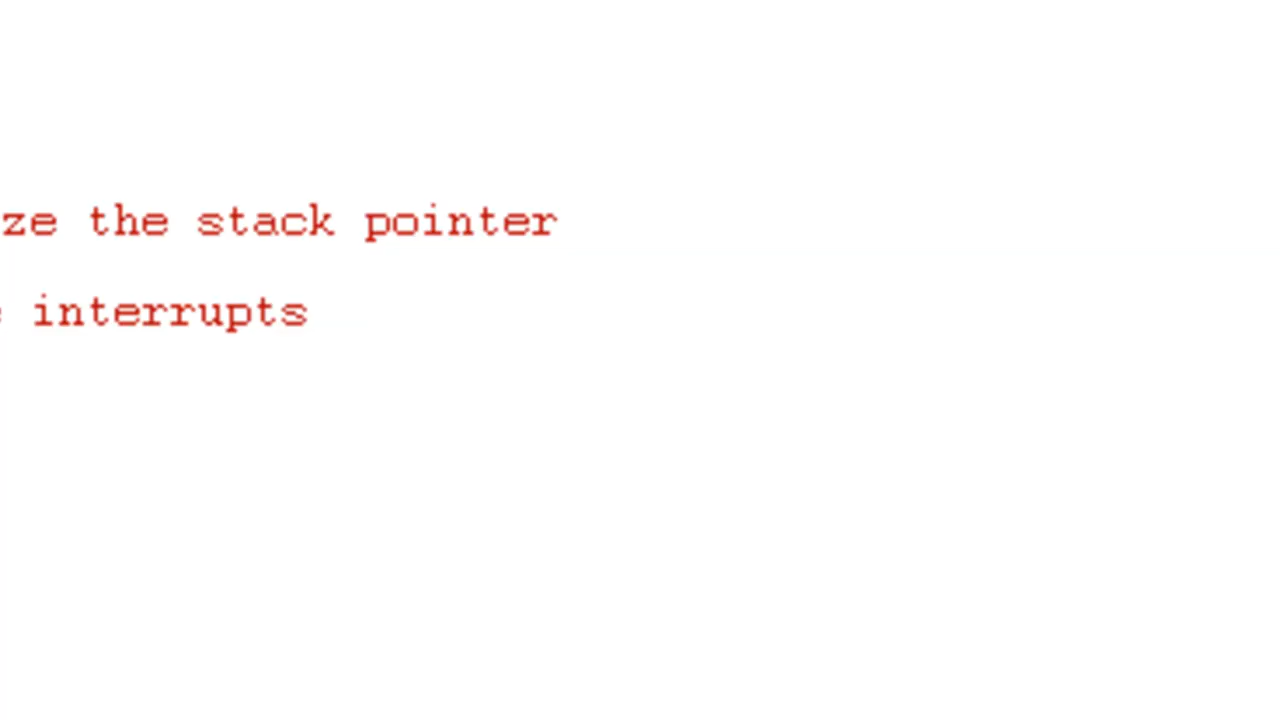 ze the stack pointer
interrupts